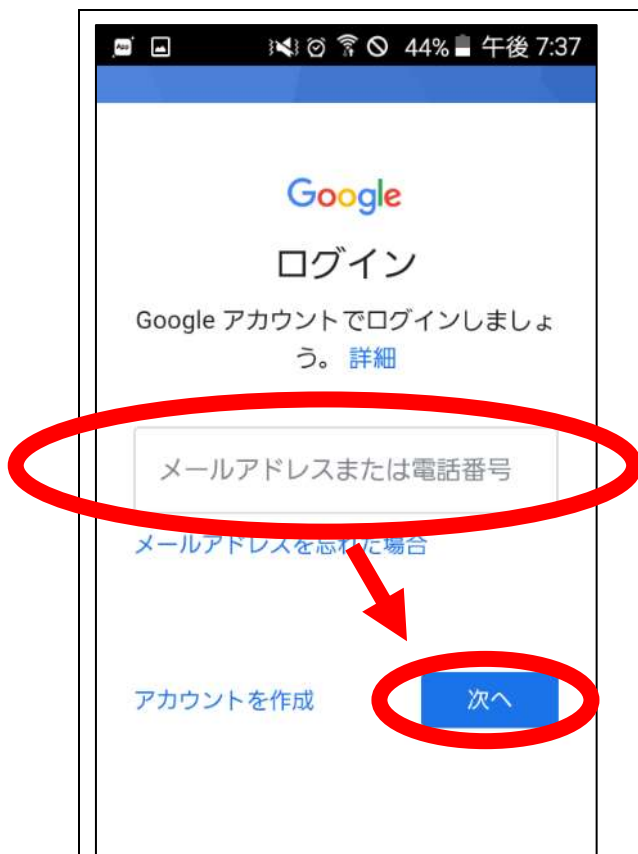 44% 午後 7:37
Google
ログイン
Google アカウントでログインしましょ
う。 詳細
メールアドレスまたは電話番号
メールアドレスを忘れた場合
アカウントを作成
次へ